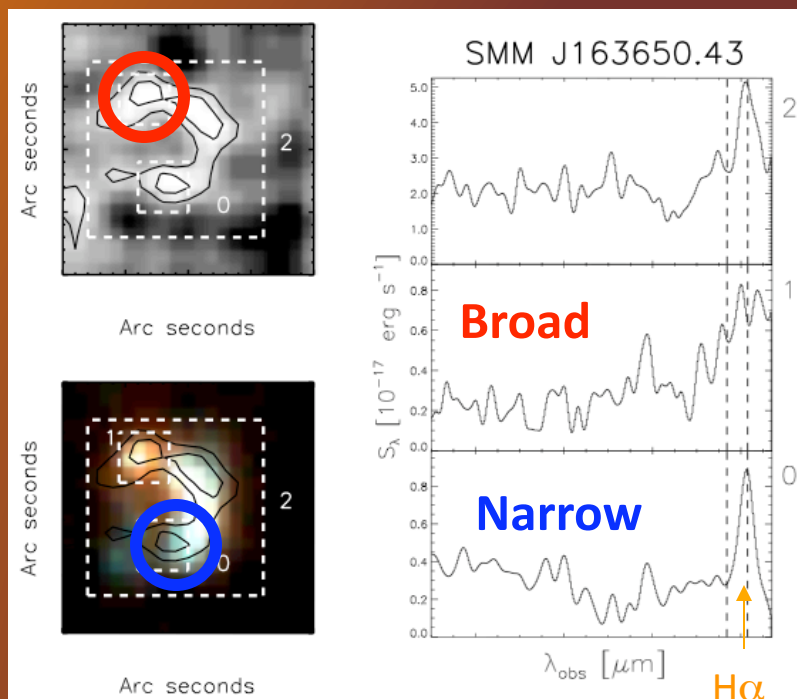 Arc seconds
2
0
Arc seconds
Arc seconds
1
2
0
Arc seconds
SMM J163650.43
5.0
4.0
3.0
2.0
1.0
0.0
2
Broad
0.8
0.6
0.4
0.2
0.0
1
Narrow
0.8
0.6
0.4
0.2
0.0
0
Sλ [10⁻¹⁷ erg s⁻¹]
λobs [μm]
Hα